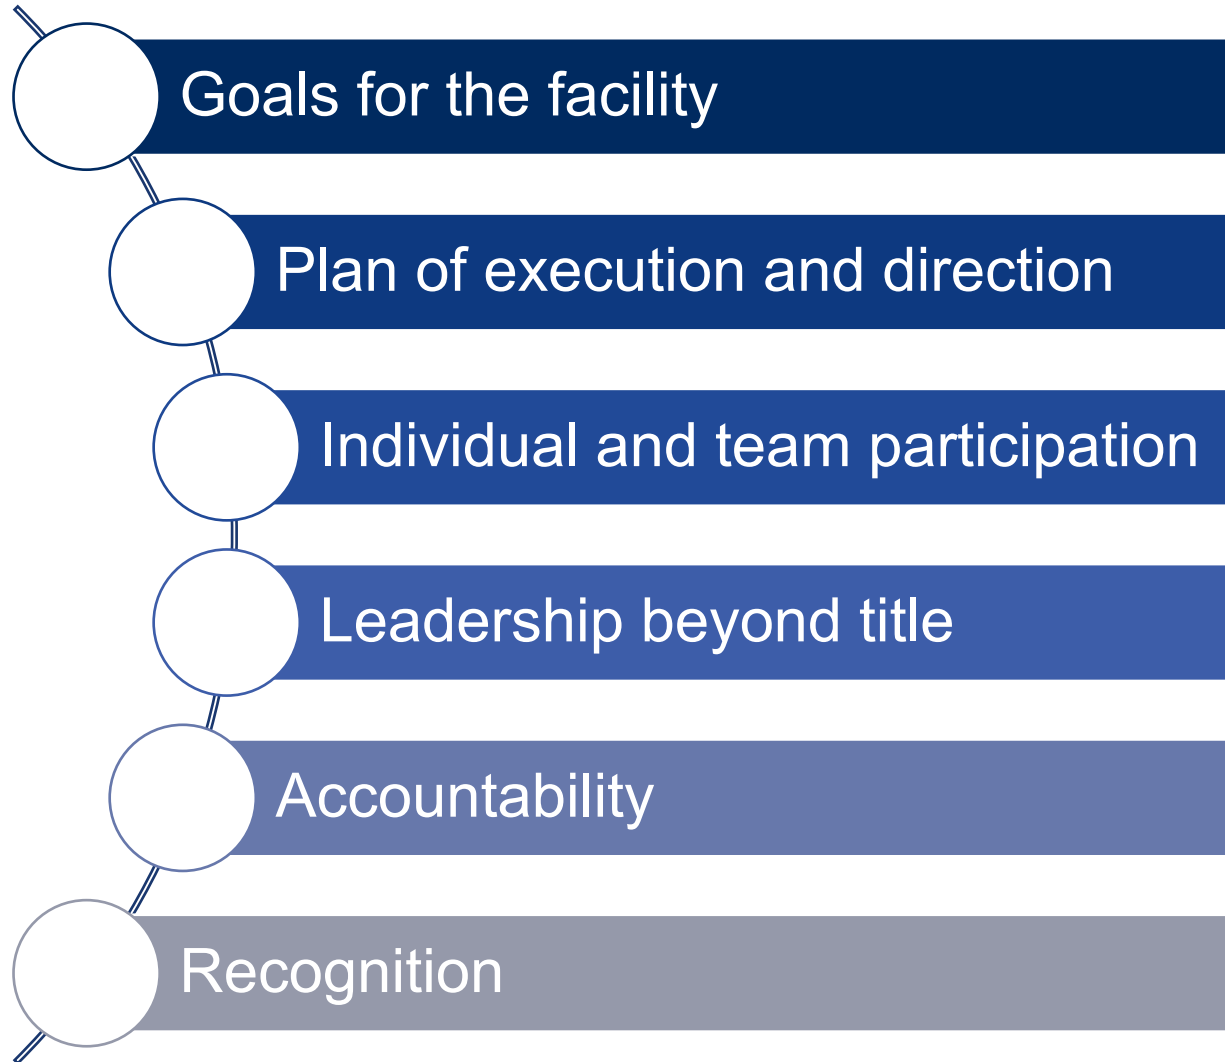 Goals for the facility
Plan of execution and direction
Individual and team participation
Leadership beyond title
Accountability
Recognition